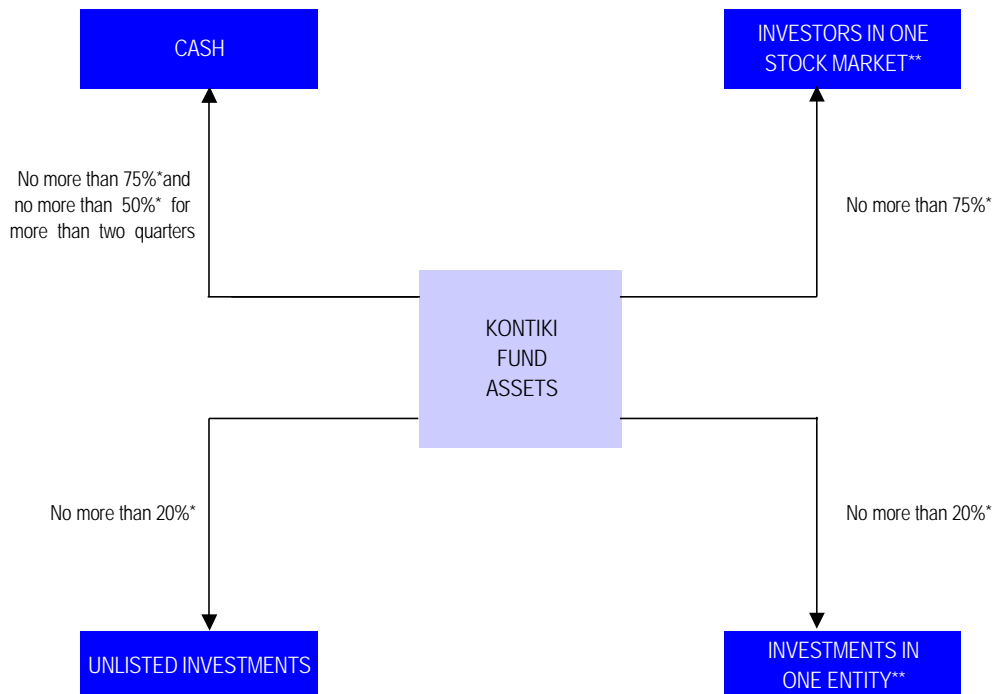 CASH
INVESTORS IN ONE
STOCK MARKET**
No more than 75%*and
no more than 50%* for
more than two quarters
No more than 75%*
KONTIKI
FUND
ASSETS
No more than 20%*
No more than 20%*
UNLISTED INVESTMENTS
INVESTMENTS IN
ONE ENTITY**